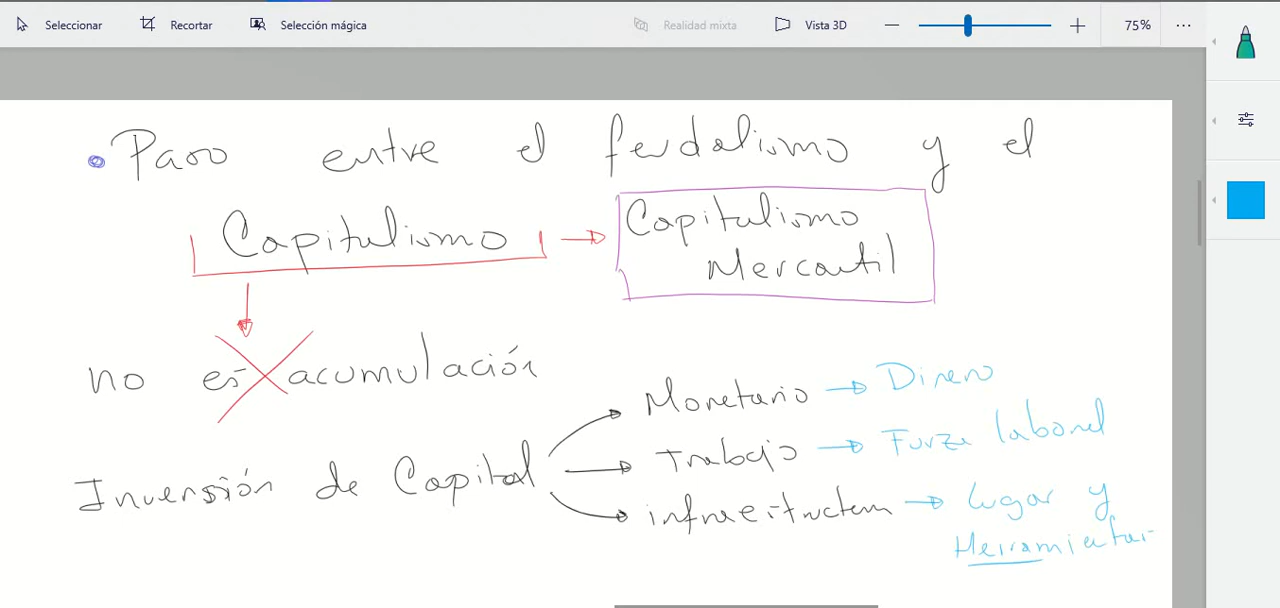 Seleccionar Recortar Selección mágica Realidad mixta Vista 3D 75%
Paso entre el feudalismo y el
Capitalismo → Capitalismo
Mercantil
no es acumulación
Monetario → Dinero
Trabajo → Furza laboral
Inversión de Capital
infraestructura → Lugar y
Herramientas